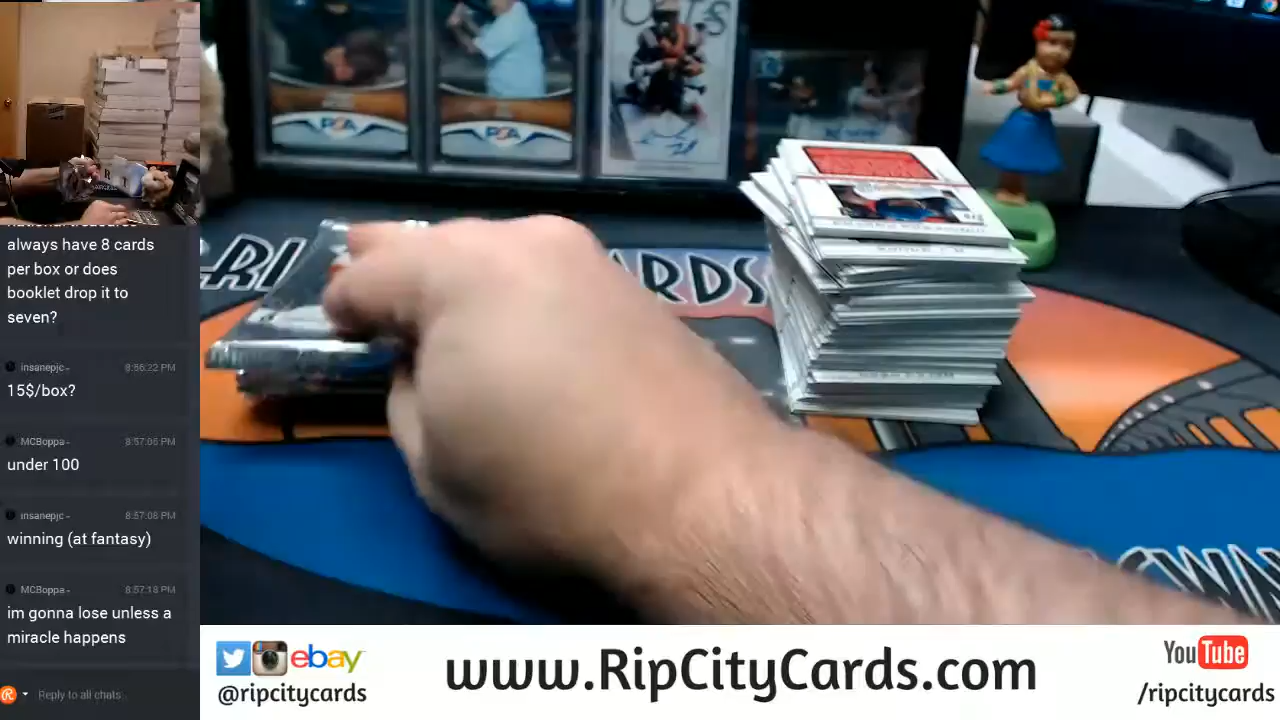 always have 8 cards
per box or does
booklet drop it to
seven?
insanepjc-
8:56:22 PM
15$/box?
MCBoppa-
8:57:05 PM
under 100
insanepjc-
8:57:08 PM
winning (at fantasy)
MCBoppa-
8:57:18 PM
im gonna lose unless a
miracle happens
Reply to all chats.
ebay
@ripcitycards
www.RipCityCards.com
YouTube
/ripcitycards